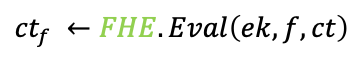 ct_f ← FHE.Eval(ek, f, ct)